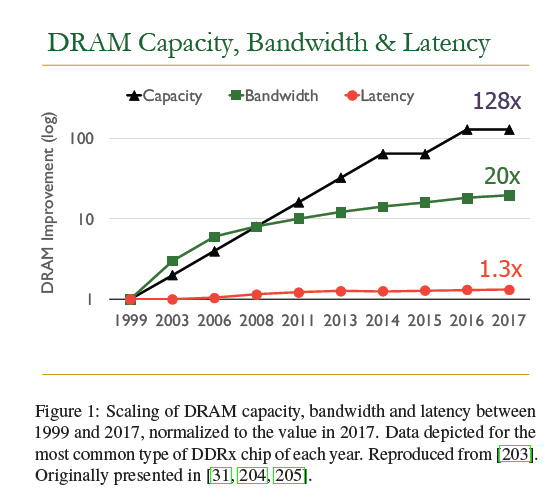 DRAM Capacity, Bandwidth & Latency
Capacity Bandwidth Latency
128x
20x
1.3x
DRAM Improvement (log)
100
10
1
1999 2003 2006 2008 2011 2013 2014 2015 2016 2017
Figure 1: Scaling of DRAM capacity, bandwidth and latency between
1999 and 2017, normalized to the value in 2017. Data depicted for the
most common type of DDRx chip of each year. Reproduced from [203].
Originally presented in [31, 204, 205].